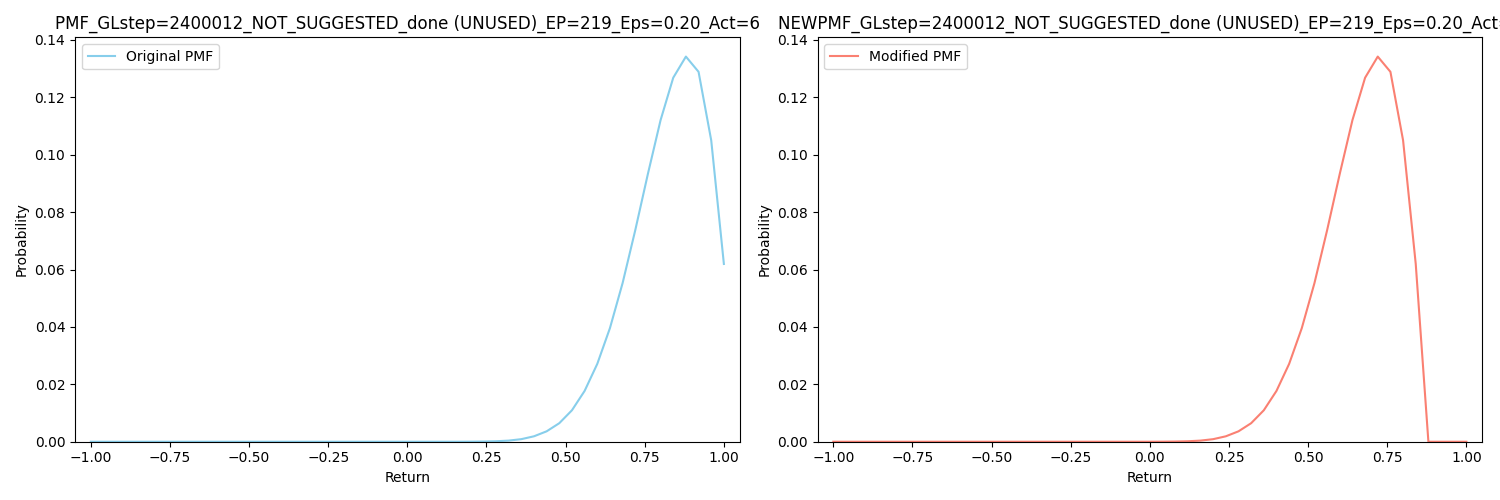 PMF_GLstep=2400012_NOT_SUGGESTED_done (UNUSED)_EP=219_Eps=0.20_Act=6
Original PMF
0.14
0.12
0.10
0.08
0.06
0.04
0.02
0.00
Probability
−1.00 −0.75 −0.50 −0.25 0.00 0.25 0.50 0.75 1.00
Return
NEWPMF_GLstep=2400012_NOT_SUGGESTED_done (UNUSED)_EP=219_Eps=0.20_Act=
Modified PMF
0.14
0.12
0.10
0.08
0.06
0.04
0.02
0.00
Probability
−1.00 −0.75 −0.50 −0.25 0.00 0.25 0.50 0.75 1.00
Return